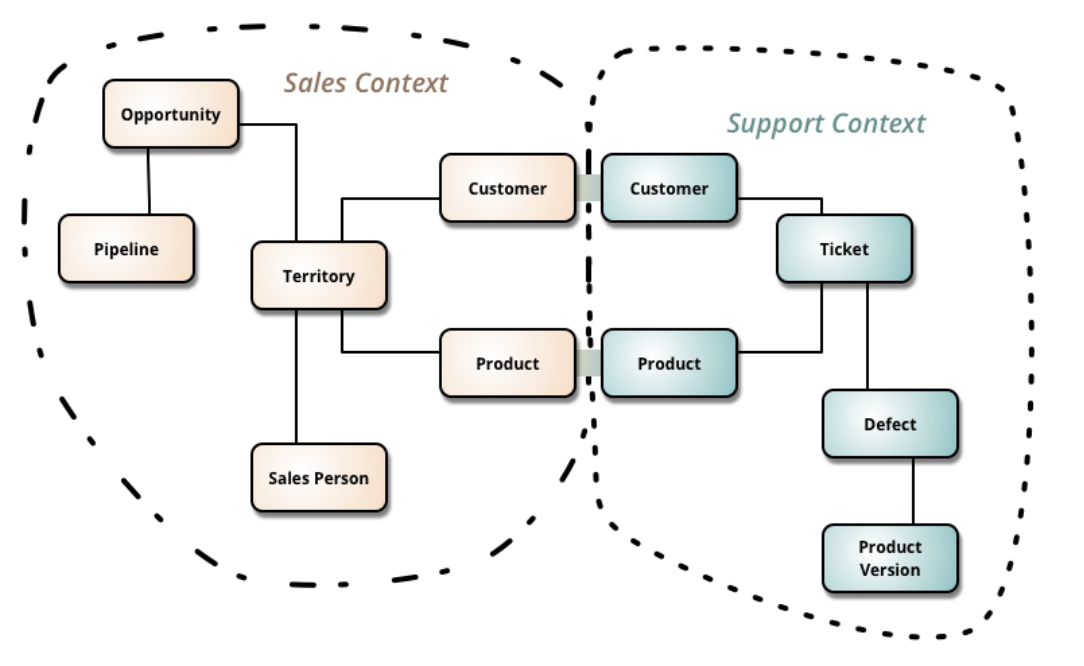 Sales Context
Opportunity
Pipeline
Territory
Customer
Product
Sales Person
Support Context
Customer
Ticket
Product
Defect
Product
Version